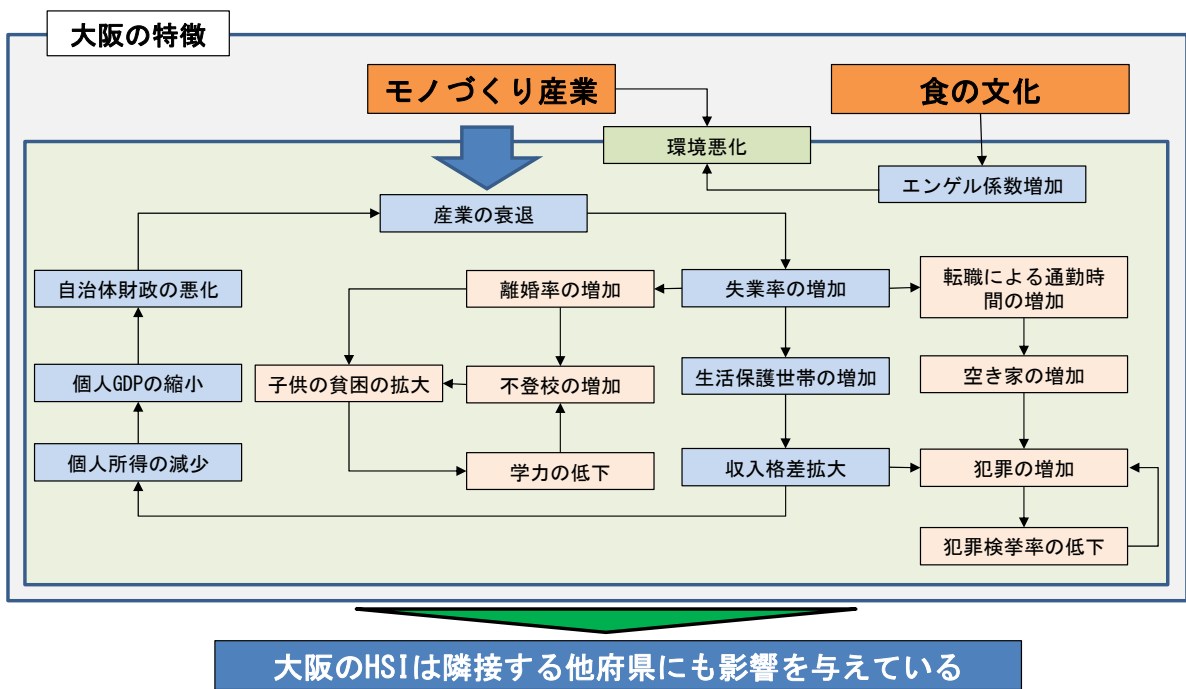 大阪の特徴
モノづくり産業
食の文化
環境悪化
エンゲル係数増加
産業の衰退
自治体財政の悪化
離婚率の増加
失業率の増加
転職による通勤時
間の増加
個人GDPの縮小
子供の貧困の拡大
不登校の増加
生活保護世帯の増加
空き家の増加
個人所得の減少
学力の低下
収入格差拡大
犯罪の増加
犯罪検挙率の低下
大阪のHSIは隣接する他府県にも影響を与えている